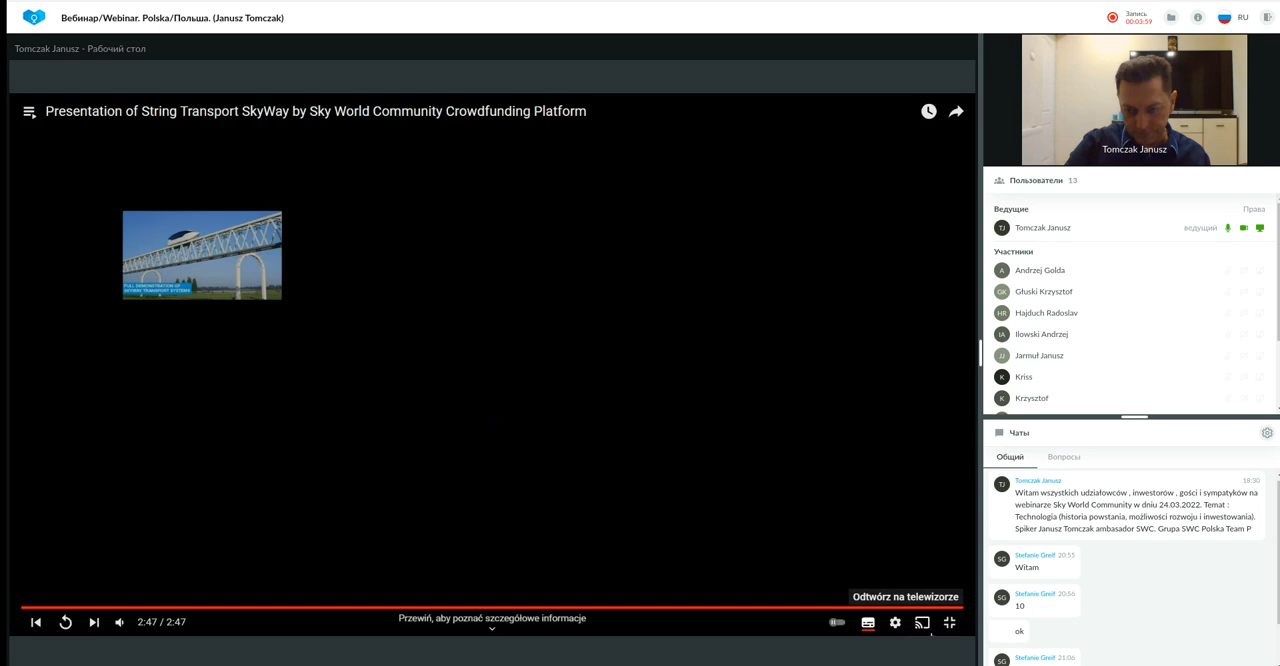 Вебинар/Webinar. Polska/Польша. (Janusz Tomczak)
Запись
00:03:59
RU
Tomczak Janusz - Рабочий стол
Presentation of String Transport SkyWay by Sky World Community Crowdfunding Platform
FULL DEMONSTRATION OF
SKYWAY TRANSPORT SYSTEMS
Odtwórz na telewizorze
2:47 / 2:47
Przewiń, aby poznać szczegółowe informacje
Tomczak Janusz
Пользователи 13
Ведущие Права
TJ Tomczak Janusz ведущий
Участники
A Andrzej Golda
GK Głuski Krzysztof
HR Hajduch Radoslav
IA Ilowski Andrzej
JJ Jarmuł Janusz
K Kriss
K Krzysztof
Чаты
Общий Вопросы
TJ Tomczak Janusz 18:30
Witam wszystkich udziałowców , inwestorów , gości i sympatyków na
webinarze Sky World Community w dniu 24.03.2022. Temat :
Technologia (historia powstania, możliwości rozwoju i inwestowania).
Spiker Janusz Tomczak ambasador SWC. Grupa SWC Polska Team P
SG Stefanie Greif 20:55
Witam
SG Stefanie Greif 20:56
10
ok
SG Stefanie Greif 21:06